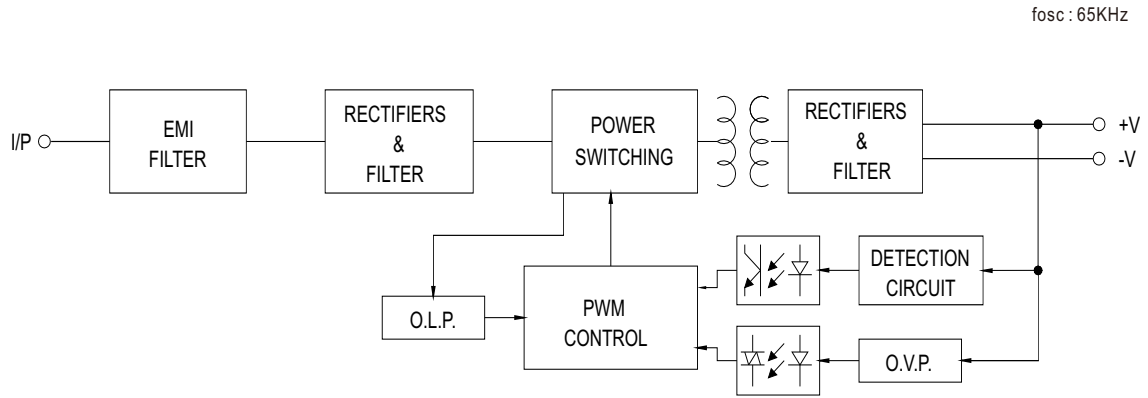 fosc : 65KHz
I/P
EMI
FILTER
RECTIFIERS
&
FILTER
POWER
SWITCHING
RECTIFIERS
&
FILTER
+V
-V
DETECTION
CIRCUIT
O.L.P.
PWM
CONTROL
O.V.P.